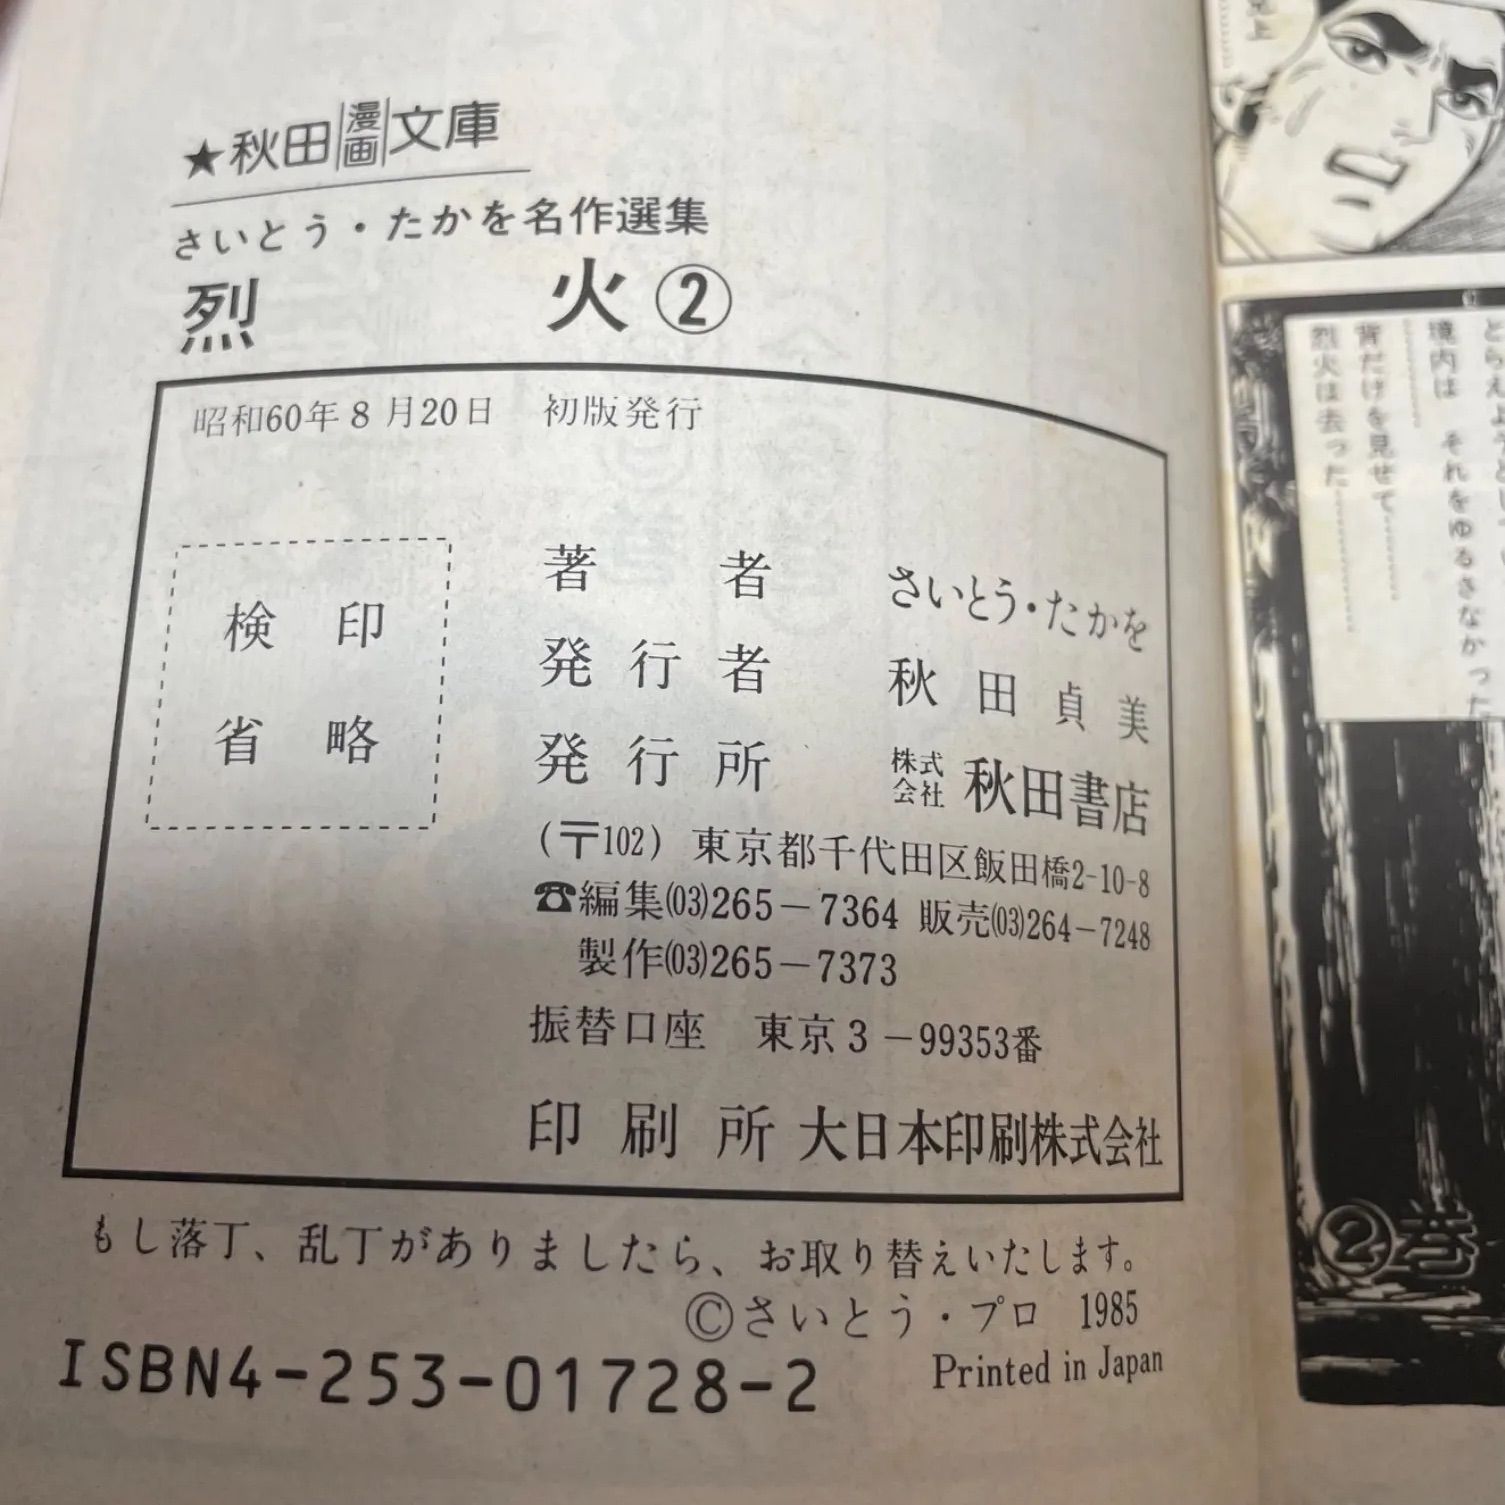 ★秋田漫画文庫
さいとう・たかを名作選集
烈 火②
昭和60年8月20日 初版発行
検印
省略
著者 さいとう・たかを
発行者 秋田貞美
発行所 株式会社 秋田書店
(〒102) 東京都千代田区飯田橋2-10-8
☎編集(03)265-7364 販売(03)264-7248
製作(03)265-7373
振替口座 東京3-99353番
印刷所 大日本印刷株式会社
もし落丁、乱丁がありましたら、お取り替えいたします。
©さいとう・プロ 1985
ISBN4-253-01728-2
Printed in Japan
境内は それをゆるさなかった
背だけを見せて…………
烈火は去った…………
②巻